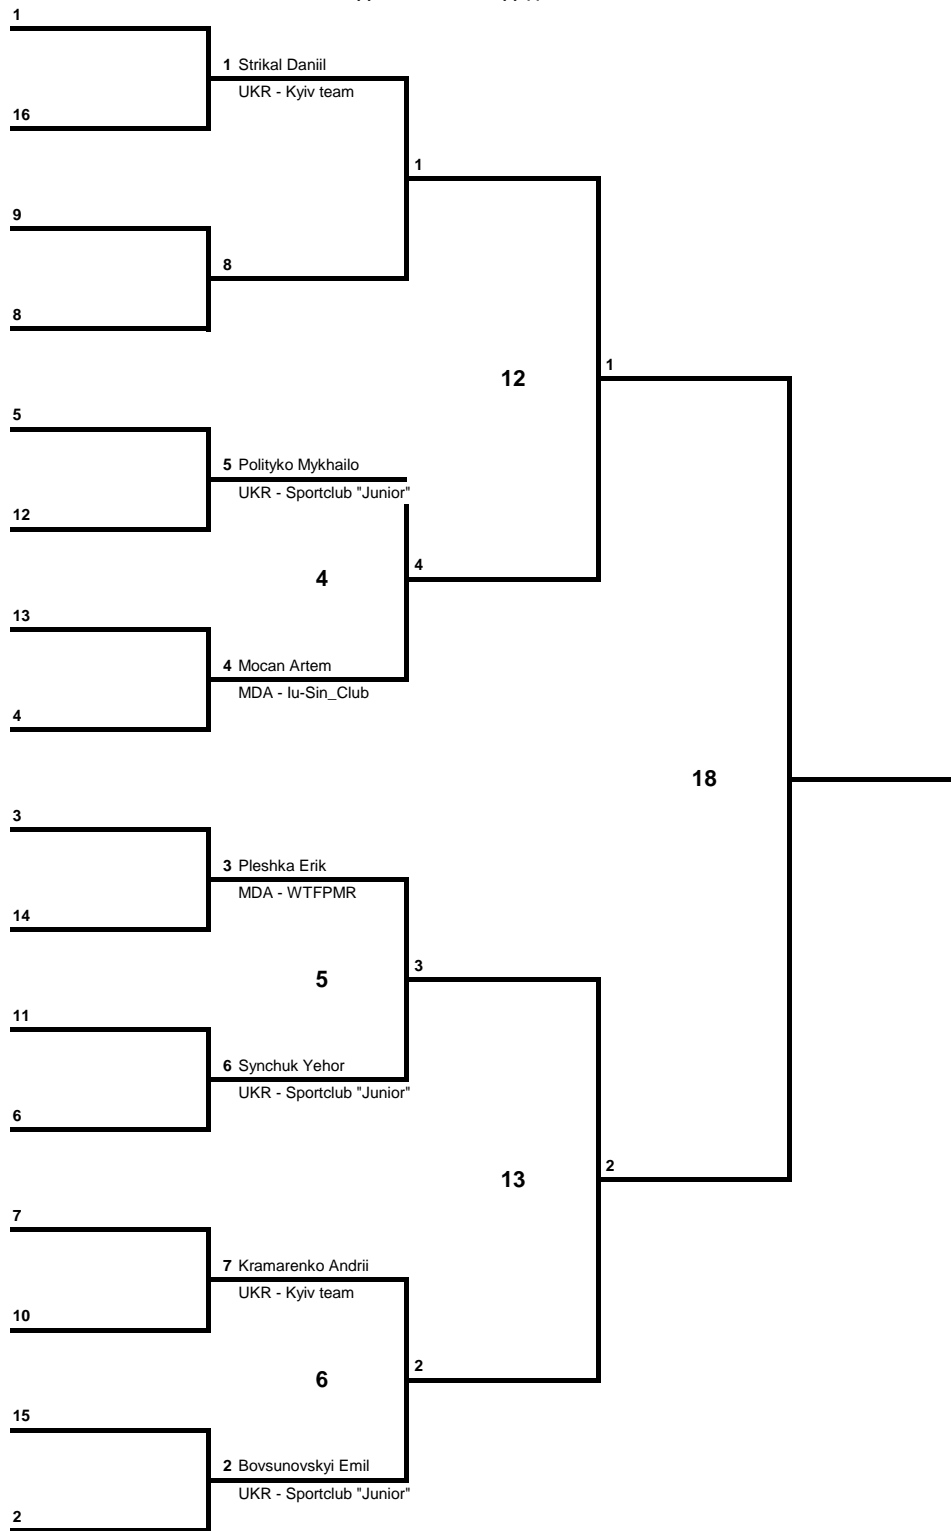 1
1 Strikal Daniil
UKR - Kyiv team
16
1
9
8
8
12
1
5
5 Polityko Mykhailo
UKR - Sportclub "Junior"
12
4
4
13
4 Mocan Artem
MDA - Iu-Sin_Club
4
18
3
3 Pleshka Erik
MDA - WTFPMR
14
5
3
11
6 Synchuk Yehor
UKR - Sportclub "Junior"
6
13
2
7
7 Kramarenko Andrii
UKR - Kyiv team
10
6
2
15
2 Bovsunovskyi Emil
UKR - Sportclub "Junior"
2